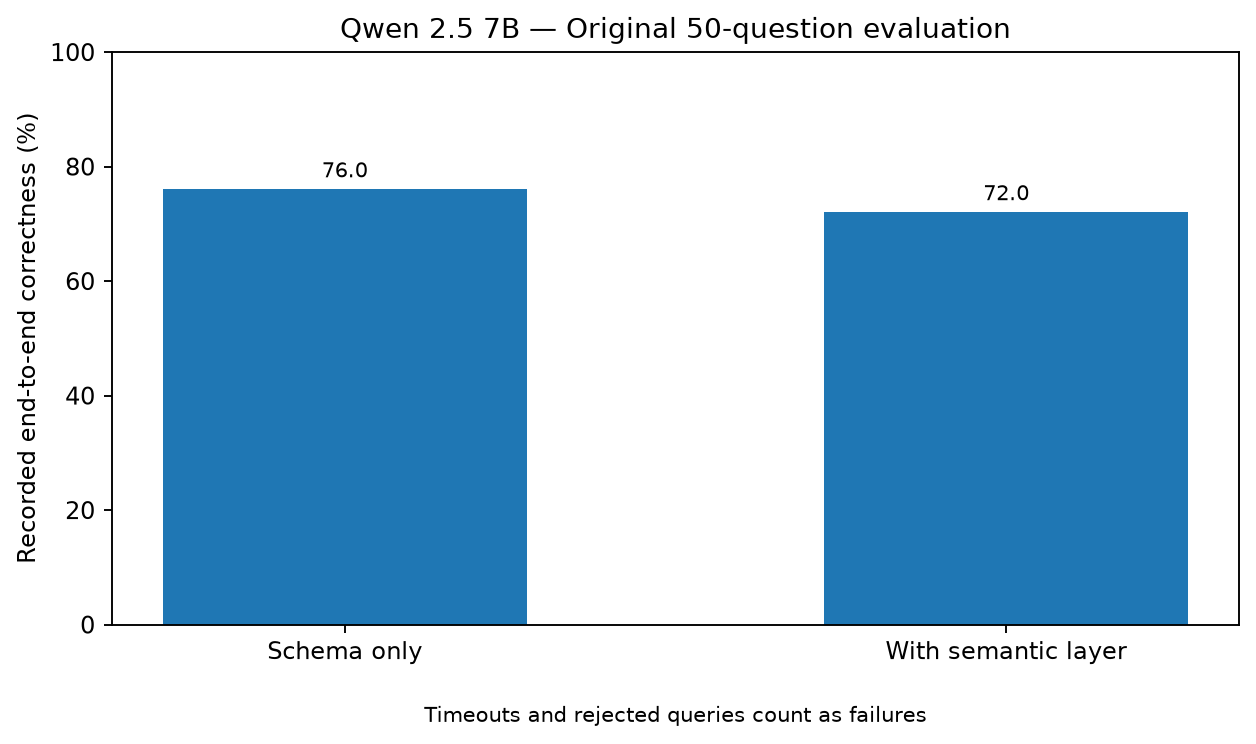 Qwen 2.5 7B — Original 50-question evaluation
Recorded end-to-end correctness (%)
100
80
60
40
20
0
76.0
72.0
Schema only
With semantic layer
Timeouts and rejected queries count as failures